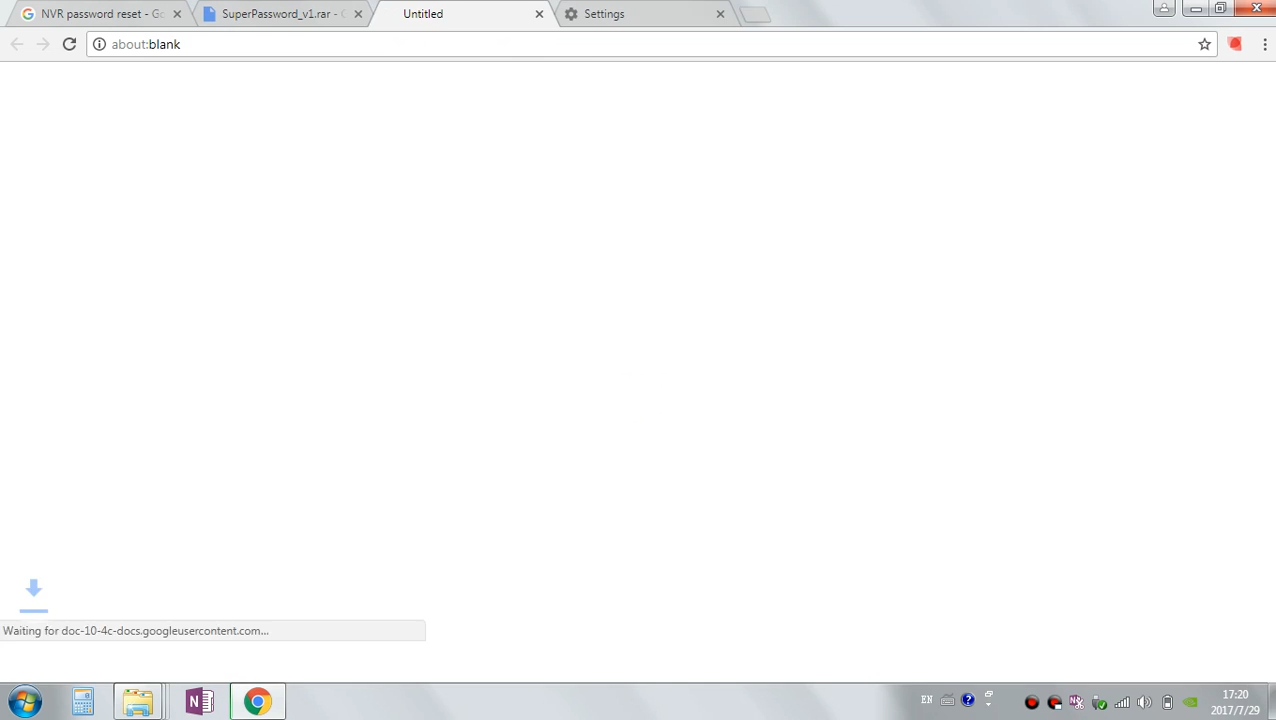 NVR password reset - Go
SuperPassword_v1.rar - G
Untitled
Settings
about:blank
Waiting for doc-10-4c-docs.googleusercontent.com...
EN
17:20
2017/7/29